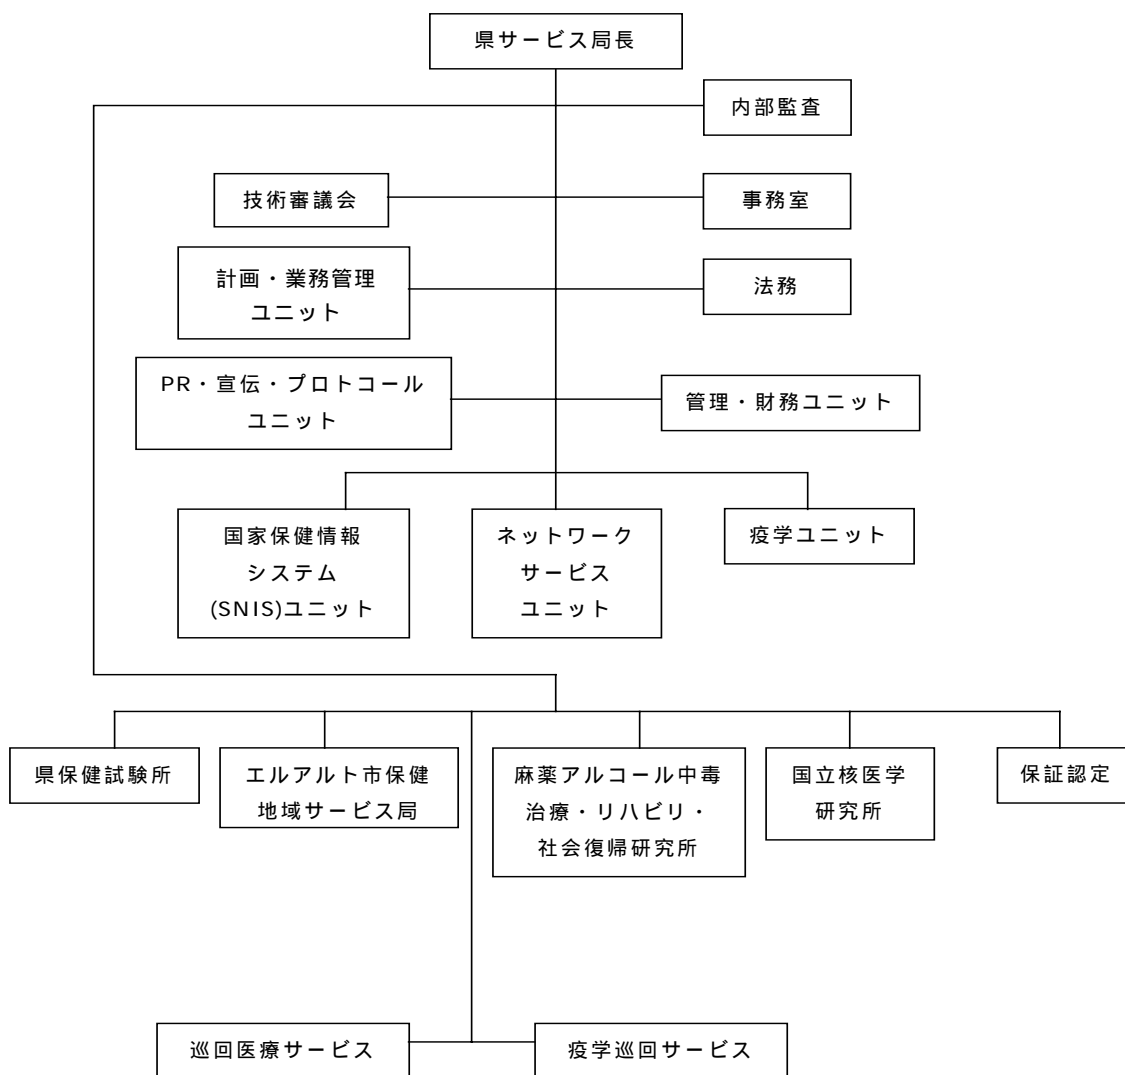 県サービス局長
内部監査
技術審議会
事務室
計画・業務管理
ユニット
法務
PR・宣伝・プロトコール
ユニット
管理・財務ユニット
国家保健情報
システム
(SNIS)ユニット
ネットワーク
サービス
ユニット
疫学ユニット
県保健試験所
エルアルト市保健
地域サービス局
麻薬アルコール中毒
治療・リハビリ・
社会復帰研究所
国立核医学
研究所
保証認定
巡回医療サービス
疫学巡回サービス